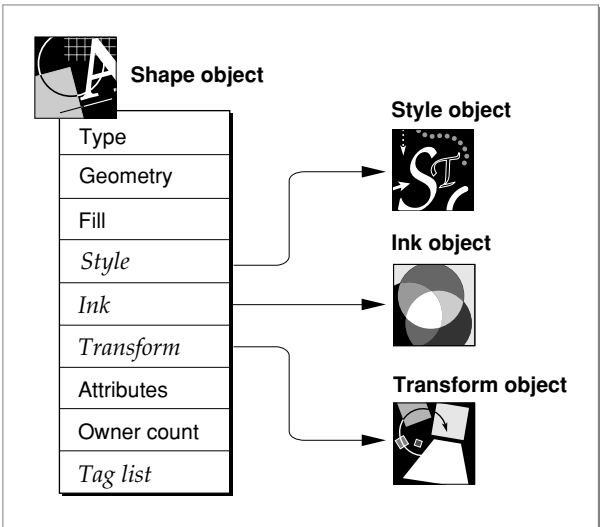 Shape object
Type
Geometry
Fill
Style
Ink
Transform
Attributes
Owner count
Tag list
Style object
Ink object
Transform object